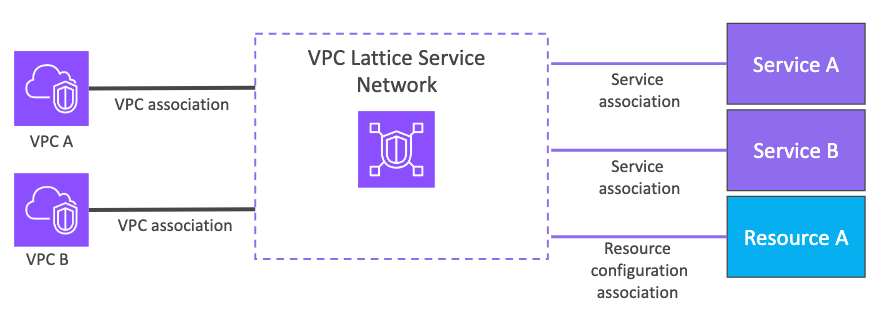 VPC A
VPC association
VPC B
VPC association
VPC Lattice Service
Network
Service
association
Service A
Service
association
Service B
Resource
configuration
association
Resource A